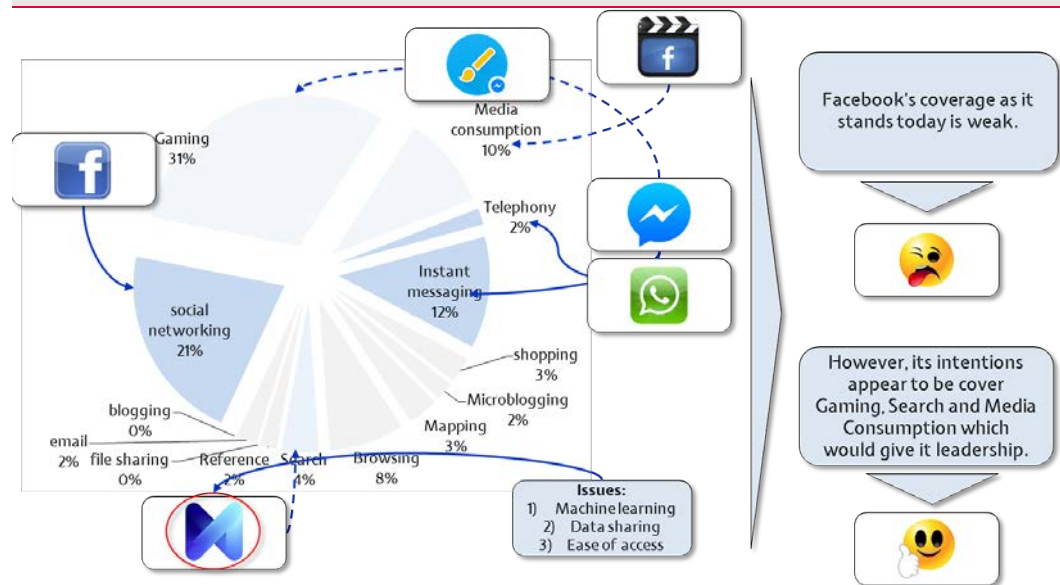 Gaming
31%
Media
consumption
10%
Telephony
2%
Instant
messaging
12%
shopping
3%
Microblogging
2%
Mapping
3%
Browsing
8%
Search
4%
Reference
2%
file sharing
0%
email
2%
blogging
0%
social
networking
21%
Issues:
1) Machine learning
2) Data sharing
3) Ease of access
Facebook's coverage as it
stands today is weak.
However, its intentions
appear to be cover
Gaming, Search and Media
Consumption which
would give it leadership.